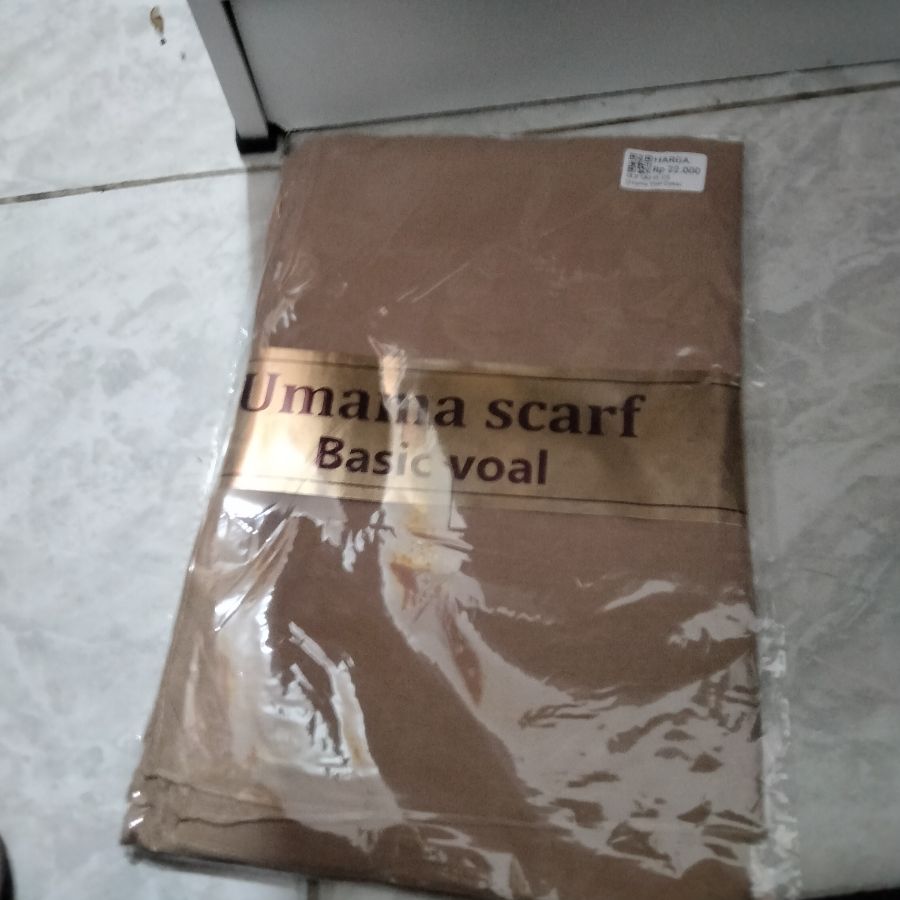 HARGA
Rp 22.000
Umama scarf
Basic voal